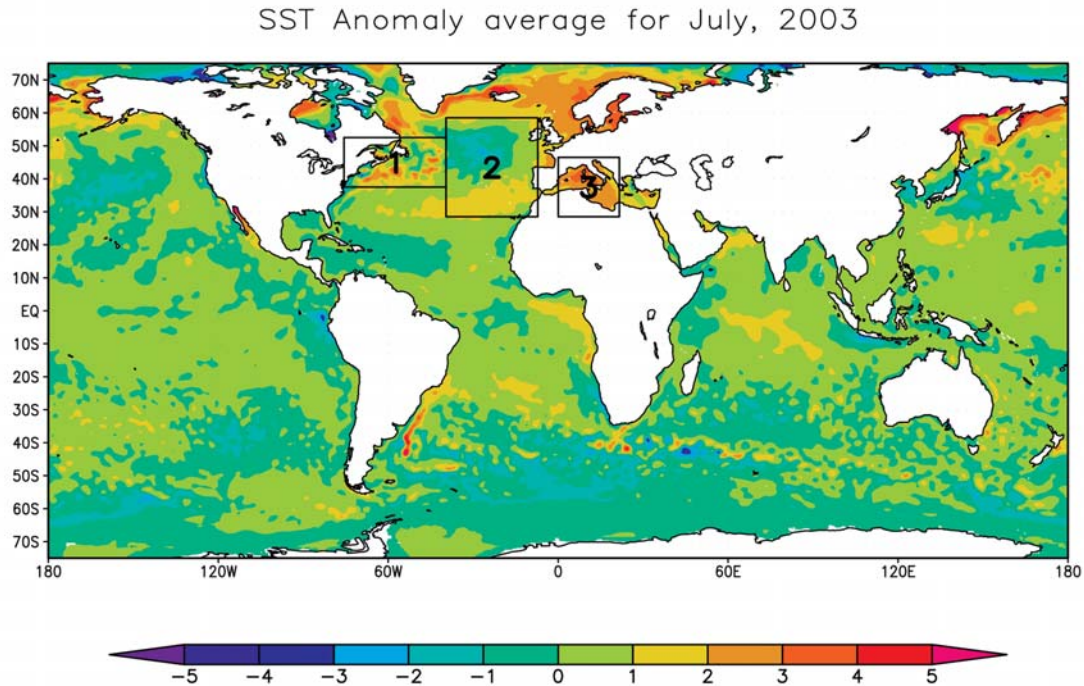 SST Anomaly average for July, 2003
70N
60N
50N
40N
30N
20N
10N
EQ
10S
20S
30S
40S
50S
60S
70S
1
2
3
180 120W 60W 0 60E 120E 180
-5 -4 -3 -2 -1 0 1 2 3 4 5